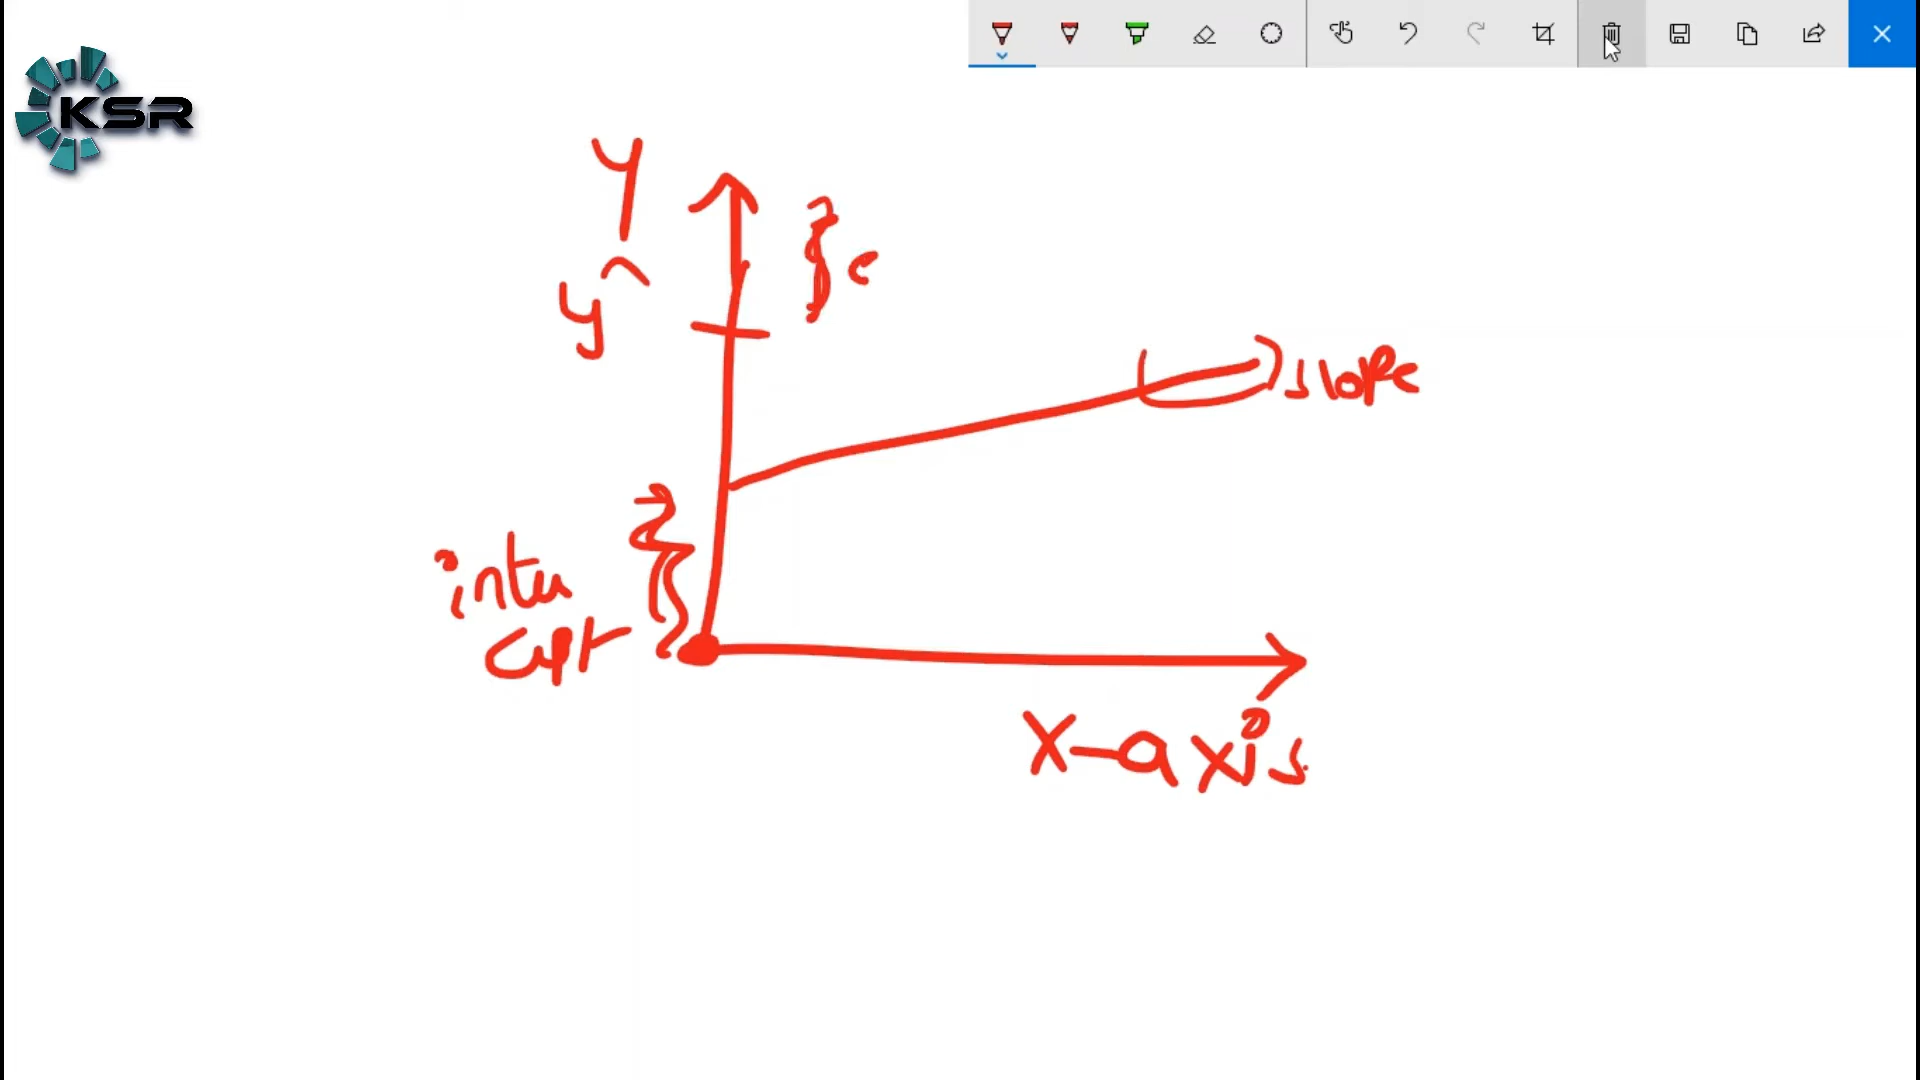 KSR
y
y^
e
slope
inter
cept
x-axis